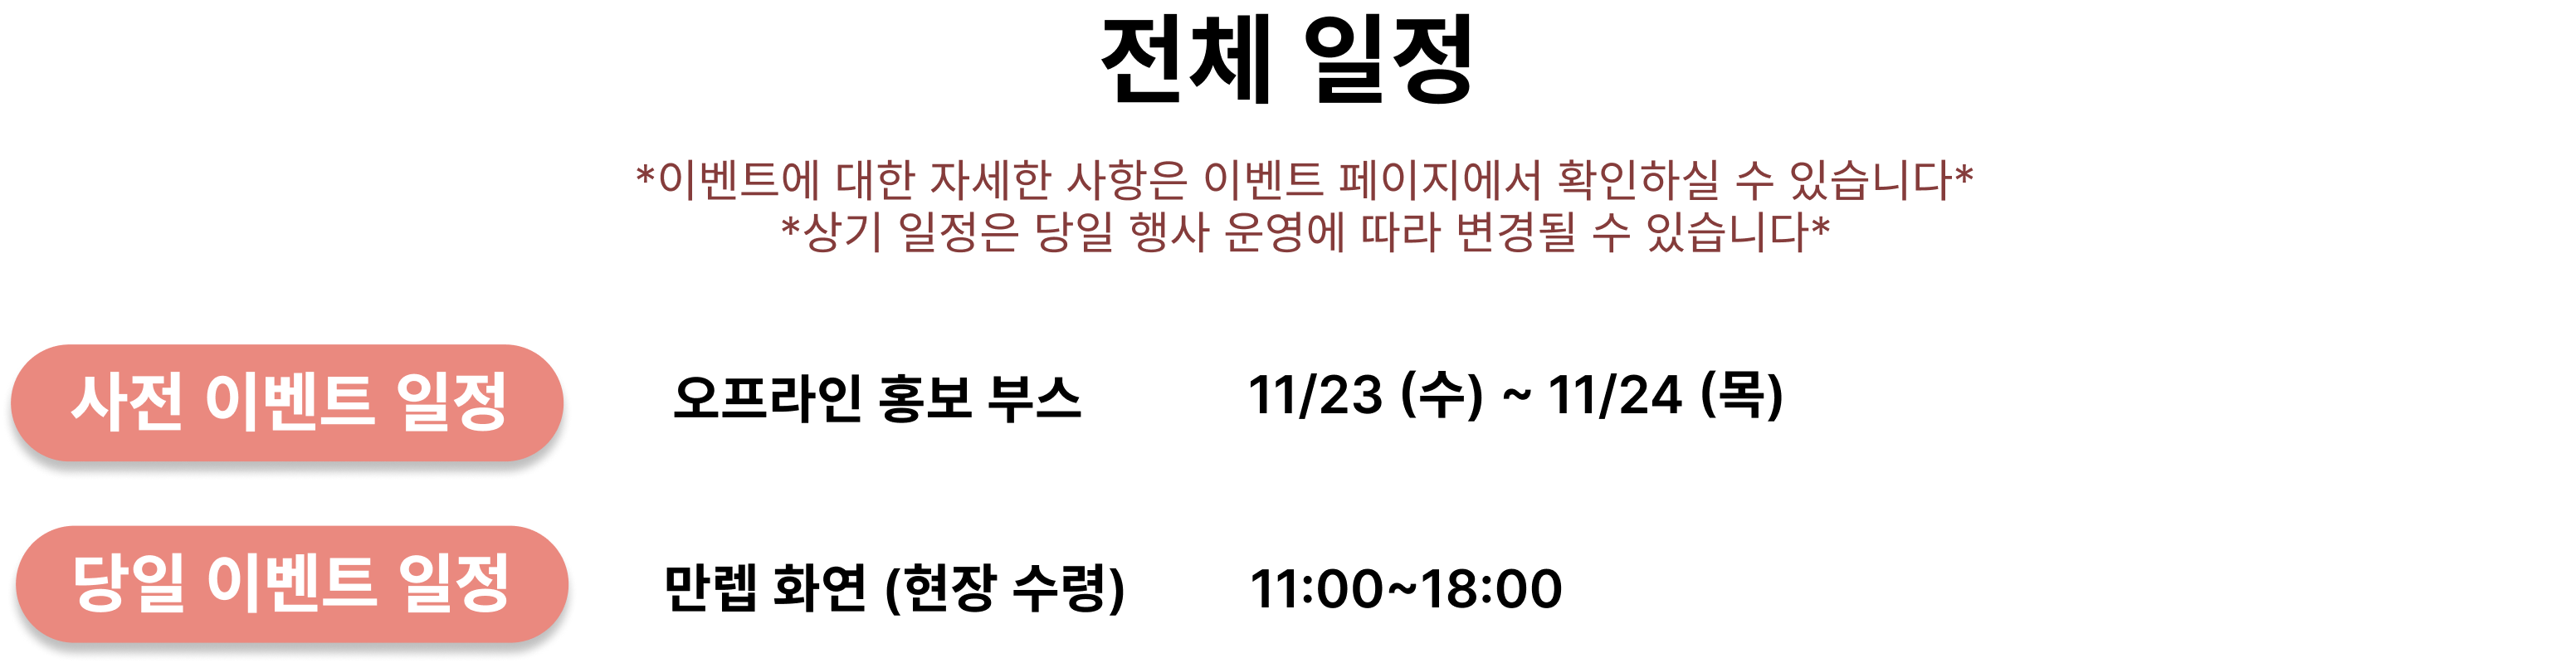 전체 일정
*이벤트에 대한 자세한 사항은 이벤트 페이지에서 확인하실 수 있습니다*
*상기 일정은 당일 행사 운영에 따라 변경될 수 있습니다*
사전 이벤트 일정 오프라인 홍보 부스 11/23 (수) ~ 11/24 (목)
당일 이벤트 일정 만렙 화연 (현장 수령) 11:00~18:00